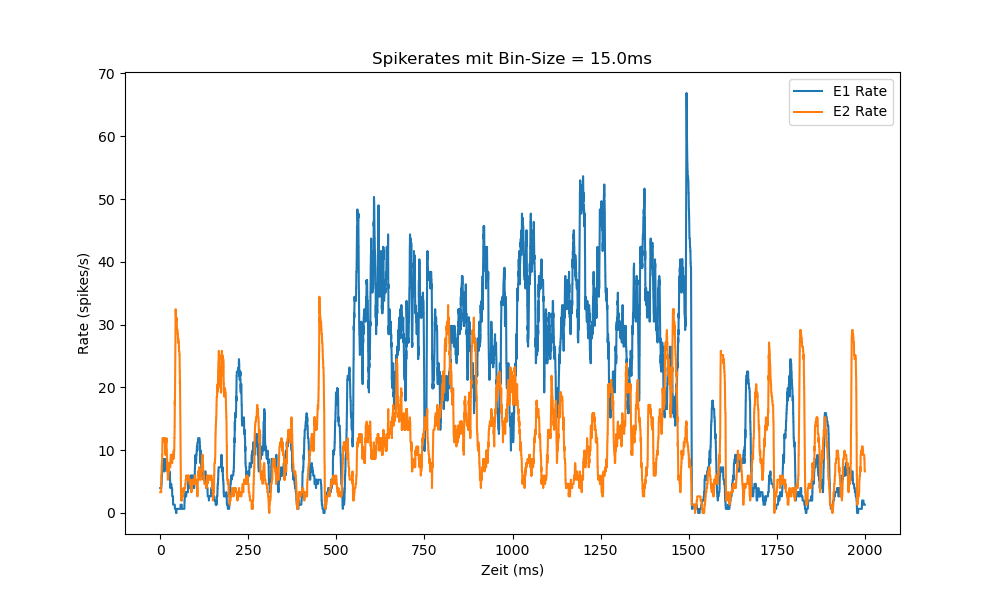 Spikerates mit Bin-Size = 15.0ms
E1 Rate
E2 Rate
70
60
50
40
30
20
10
0
Rate (spikes/s)
0 250 500 750 1000 1250 1500 1750 2000
Zeit (ms)